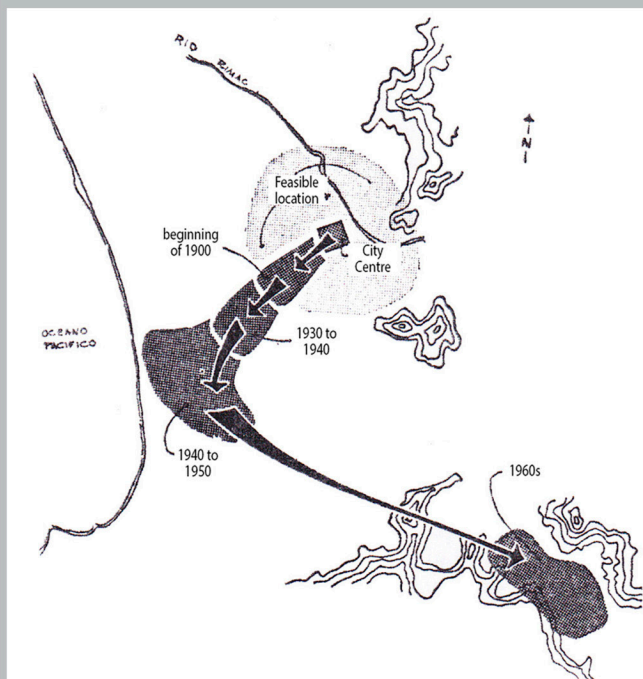 RIO RIMAC
N
Feasible
location
beginning
of 1900
City
Centre
OCEANO
PACIFICO
1930 to
1940
1940 to
1950
1960s